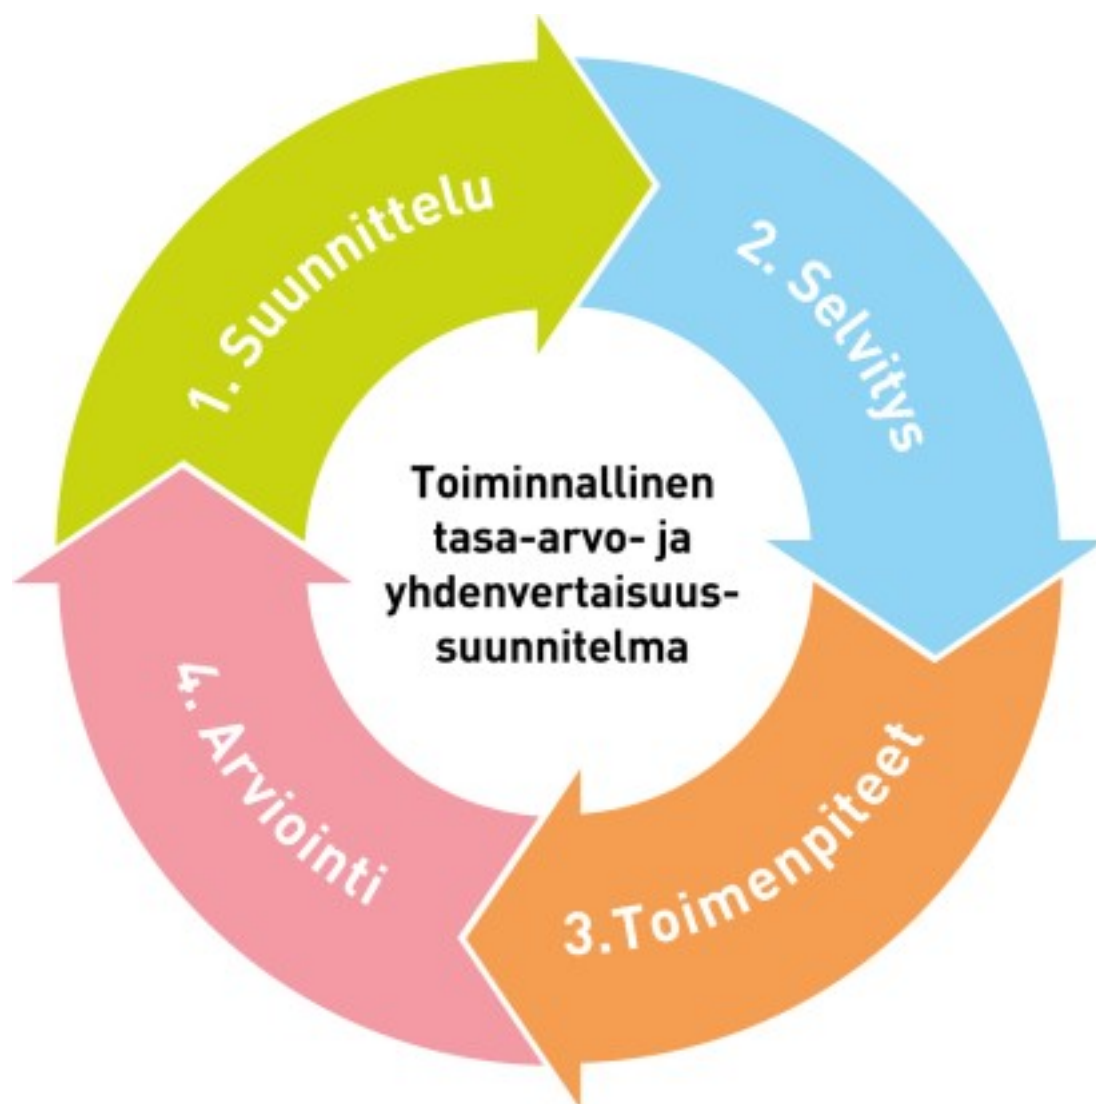 1. Suunnittelu
2. Selvitys
3.Toimenpiteet
4. Arviointi
Toiminnallinen
tasa-arvo- ja
yhdenvertaisuus-
suunnitelma